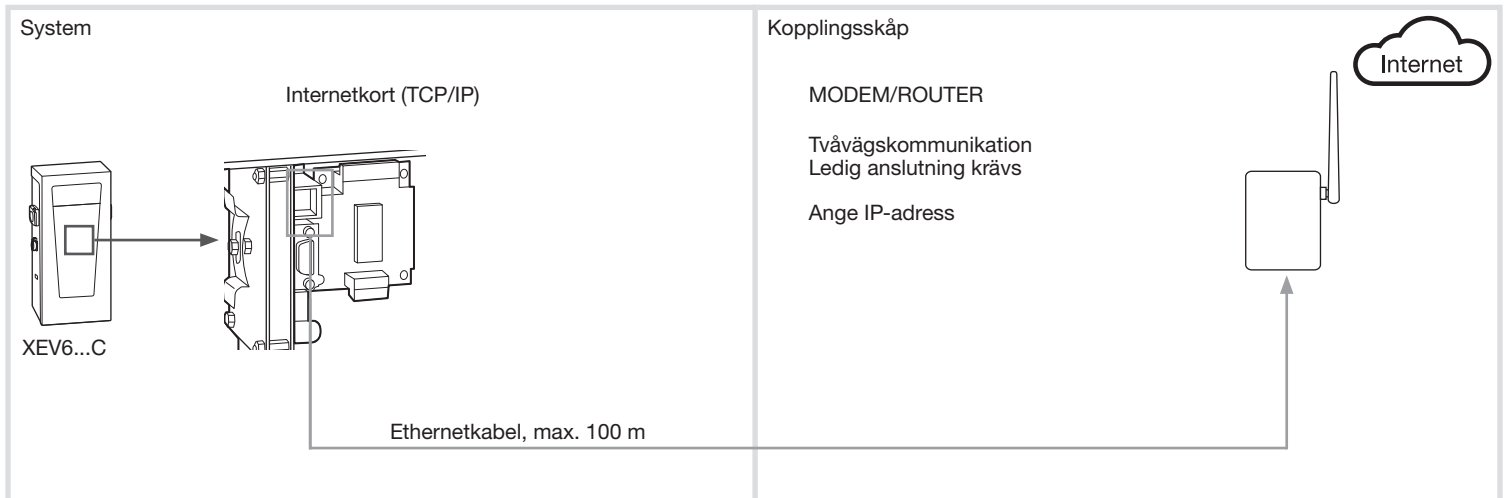 System
Internetkort (TCP/IP)
XEV6...C
Ethernetkabel, max. 100 m
Kopplingsskåp
Internet
MODEM/ROUTER
Tvåvägskommunikation
Ledig anslutning krävs
Ange IP-adress